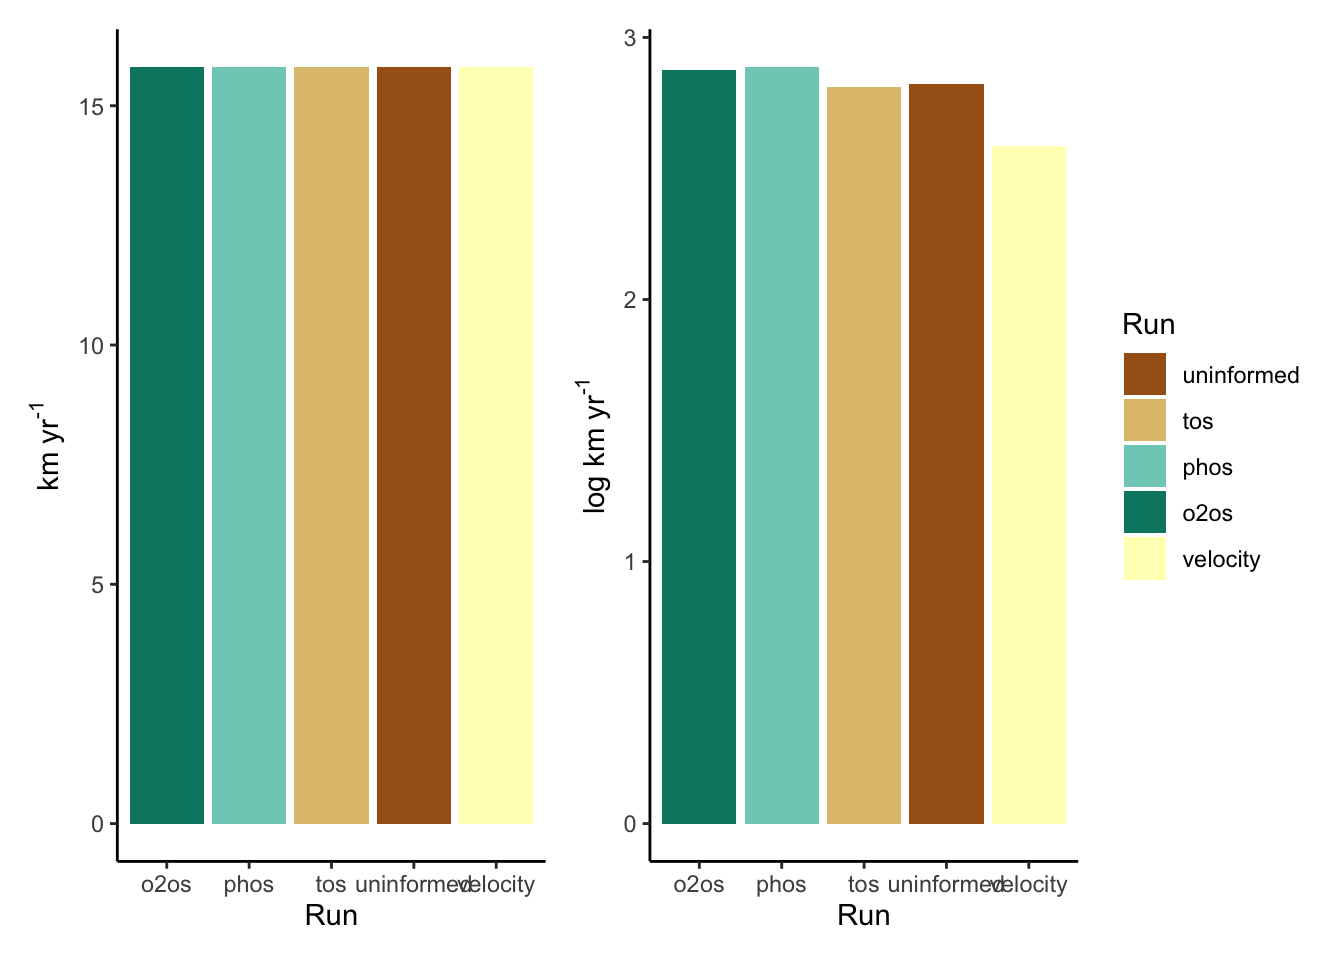 km yr-1
15
10
5
0
o2os phos tos uninformed velocity
Run
log km yr-1
3
2
1
0
o2os phos tos uninformed velocity
Run
Run
uninformed
tos
phos
o2os
velocity